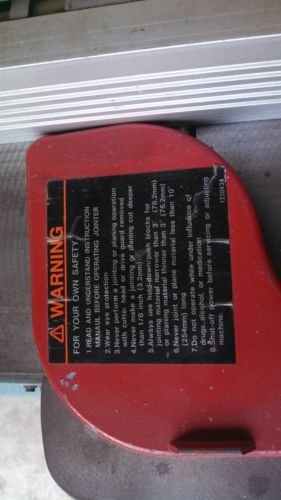 ⚠ WARNING
FOR YOUR OWN SAFETY
1.READ AND UNDERSTAND INSTRUCTION
MANAUL BEFORE OPERATING JOINTER
2.Wear eye protection
3.Never perform a jointing or planing operation
with cutter head or drive guard removed
4.Never make a jointing or planing cut deeper
than 1/8 inch (3.2mm)
5.Always use hold-down/push blocks for
jointing material narrower than 3" (76.2mm)
or planing material thinner than 3" (76.2mm)
6.Never joint or plane material less than 10"
(254mm) long
7.Do not operate while under influence of
drugs,alcohol, or medication
8.Shut-off power before servicing or adjusting
machine.
1330434